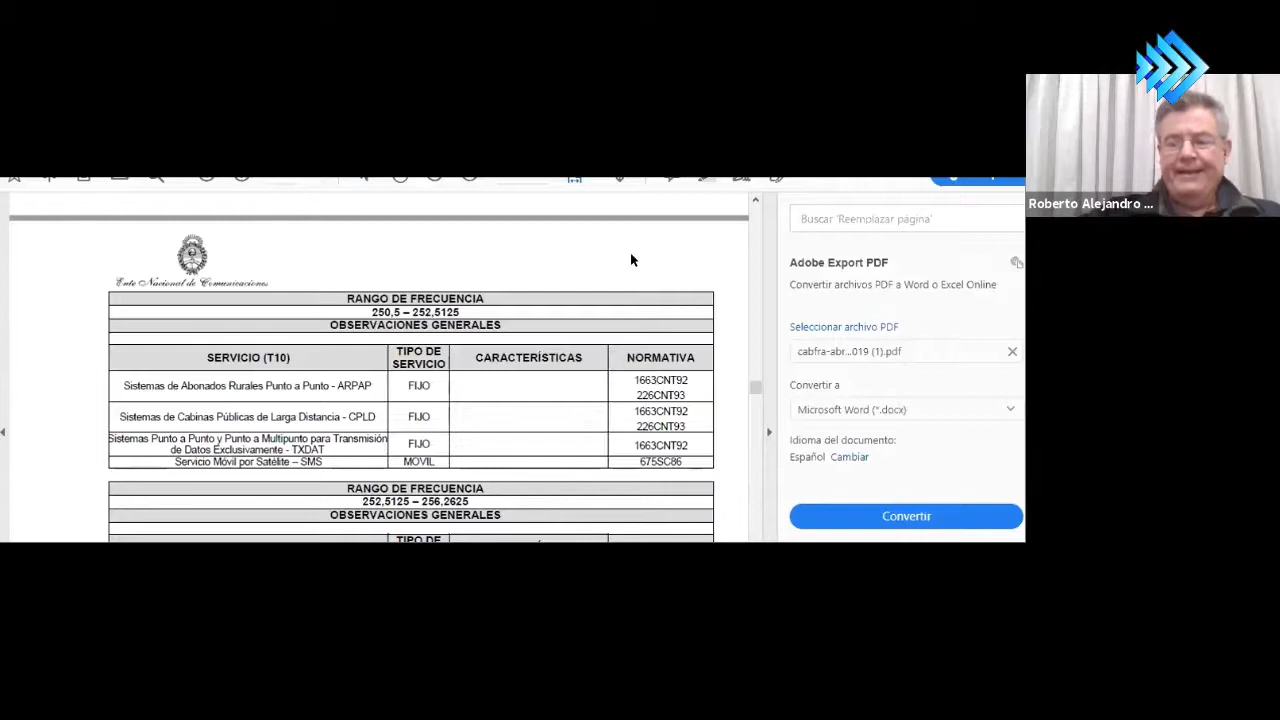 Roberto Alejandro ...
Ente Nacional de Comunicaciones
RANGO DE FRECUENCIA
250,5 – 252,5125
OBSERVACIONES GENERALES
SERVICIO (T10) TIPO DE SERVICIO CARACTERÍSTICAS NORMATIVA
Sistemas de Abonados Rurales Punto a Punto - ARPAP FIJO 1663CNT92
226CNT93
Sistemas de Cabinas Públicas de Larga Distancia - CPLD FIJO 1663CNT92
226CNT93
Sistemas Punto a Punto y Punto a Multipunto para Transmisión
de Datos Exclusivamente - TXDAT FIJO 1663CNT92
Servicio Móvil por Satélite – SMS MOVIL 675SC86
RANGO DE FRECUENCIA
252,5125 – 256,2625
OBSERVACIONES GENERALES
TIPO DE
Buscar 'Reemplazar página'
Adobe Export PDF
Convertir archivos PDF a Word o Excel Online
Seleccionar archivo PDF
cabfra-abr...019 (1).pdf
Convertir a
Microsoft Word (*.docx)
Idioma del documento:
Español Cambiar
Convertir